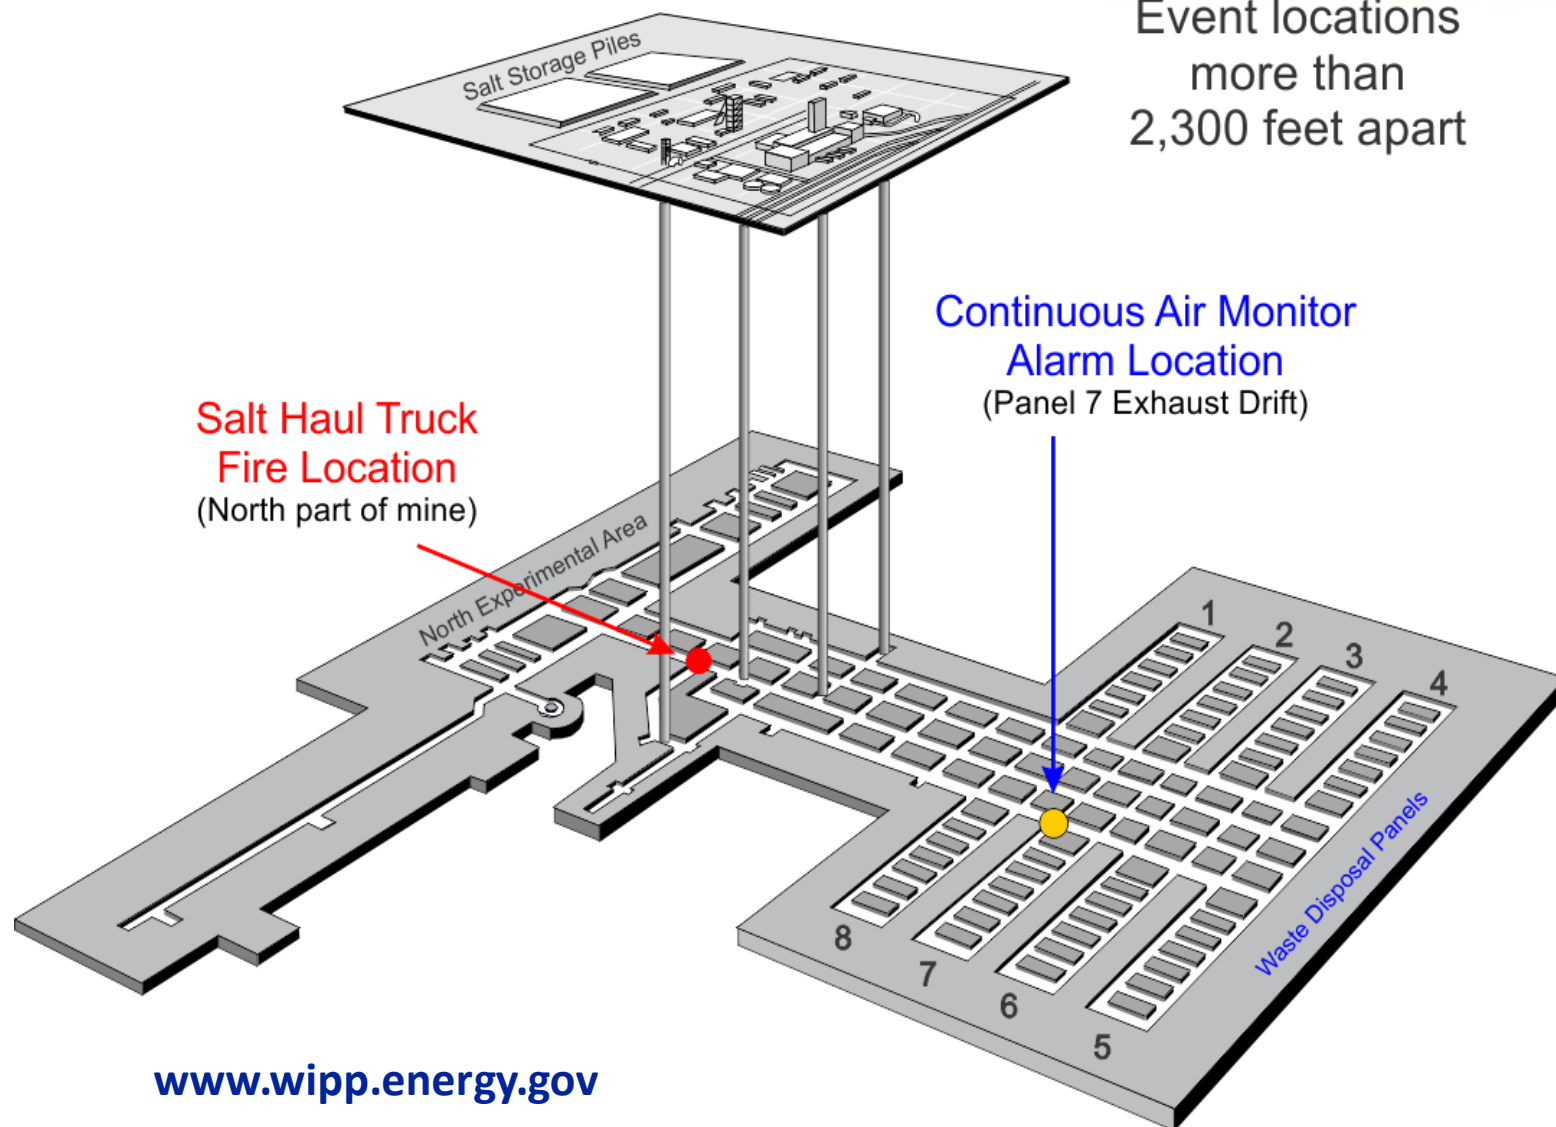 Event locations
more than
2,300 feet apart
Salt Storage Piles
Continuous Air Monitor
Alarm Location
(Panel 7 Exhaust Drift)
Salt Haul Truck
Fire Location
(North part of mine)
North Experimental Area
1
2
3
4
8
7
6
5
Waste Disposal Panels
www.wipp.energy.gov